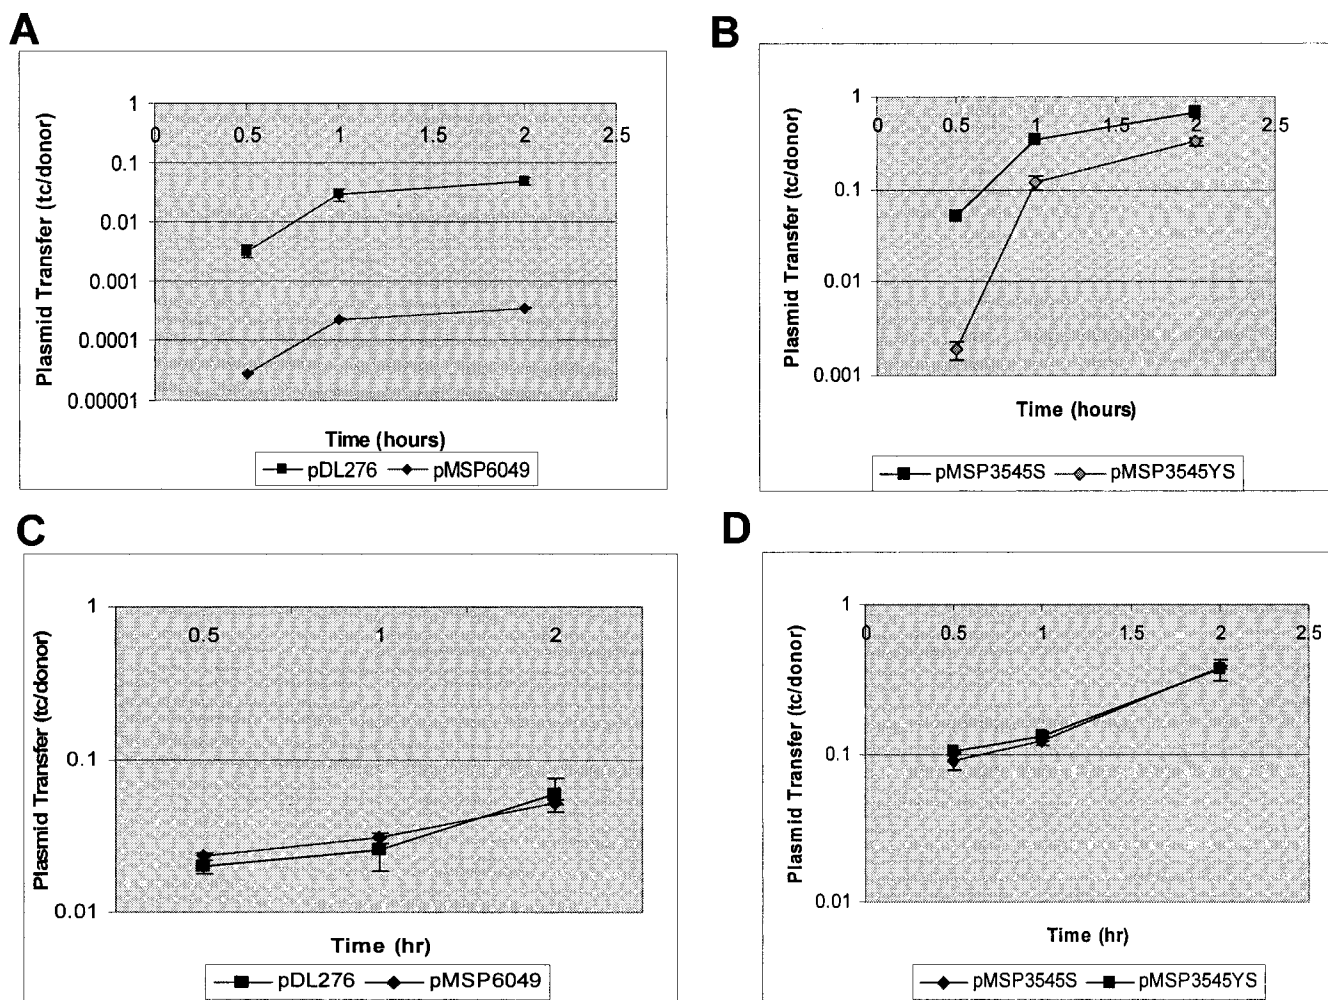 A
Plasmid Transfer (tc/donor)
1
0.1
0.01
0.001
0.0001
0.00001
0 0.5 1 1.5 2 2.5
Time (hours)
pDL276 pMSP6049
B
Plasmid Transfer (tc/donor)
1
0.1
0.01
0.001
0 0.5 1 1.5 2 2.5
Time (hours)
pMSP3545S pMSP3545YS
C
Plasmid Transfer (tc/donor)
1
0.1
0.01
0.5 1 2
Time (hr)
pDL276 pMSP6049
D
Plasmid Transfer (tc/donor)
1
0.1
0.01
0 0.5 1 1.5 2 2.5
Time (hr)
pMSP3545S pMSP3545YS